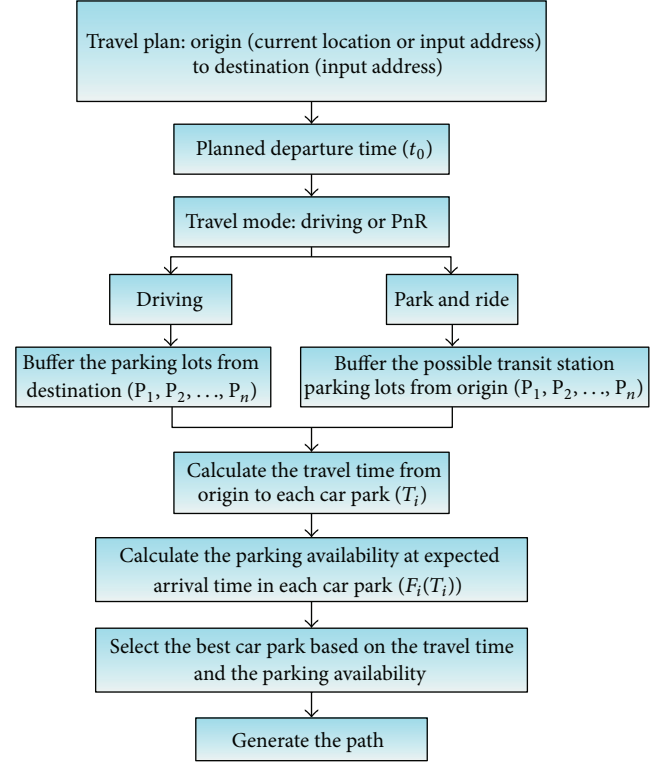 Travel plan: origin (current location or input address)
to destination (input address)
Planned departure time (t₀)
Travel mode: driving or PnR
Driving
Park and ride
Buffer the parking lots from
destination (P₁, P₂, …, Pₙ)
Buffer the possible transit station
parking lots from origin (P₁, P₂, …, Pₙ)
Calculate the travel time from
origin to each car park (Tᵢ)
Calculate the parking availability at expected
arrival time in each car park (Fᵢ(Tᵢ))
Select the best car park based on the travel time
and the parking availability
Generate the path